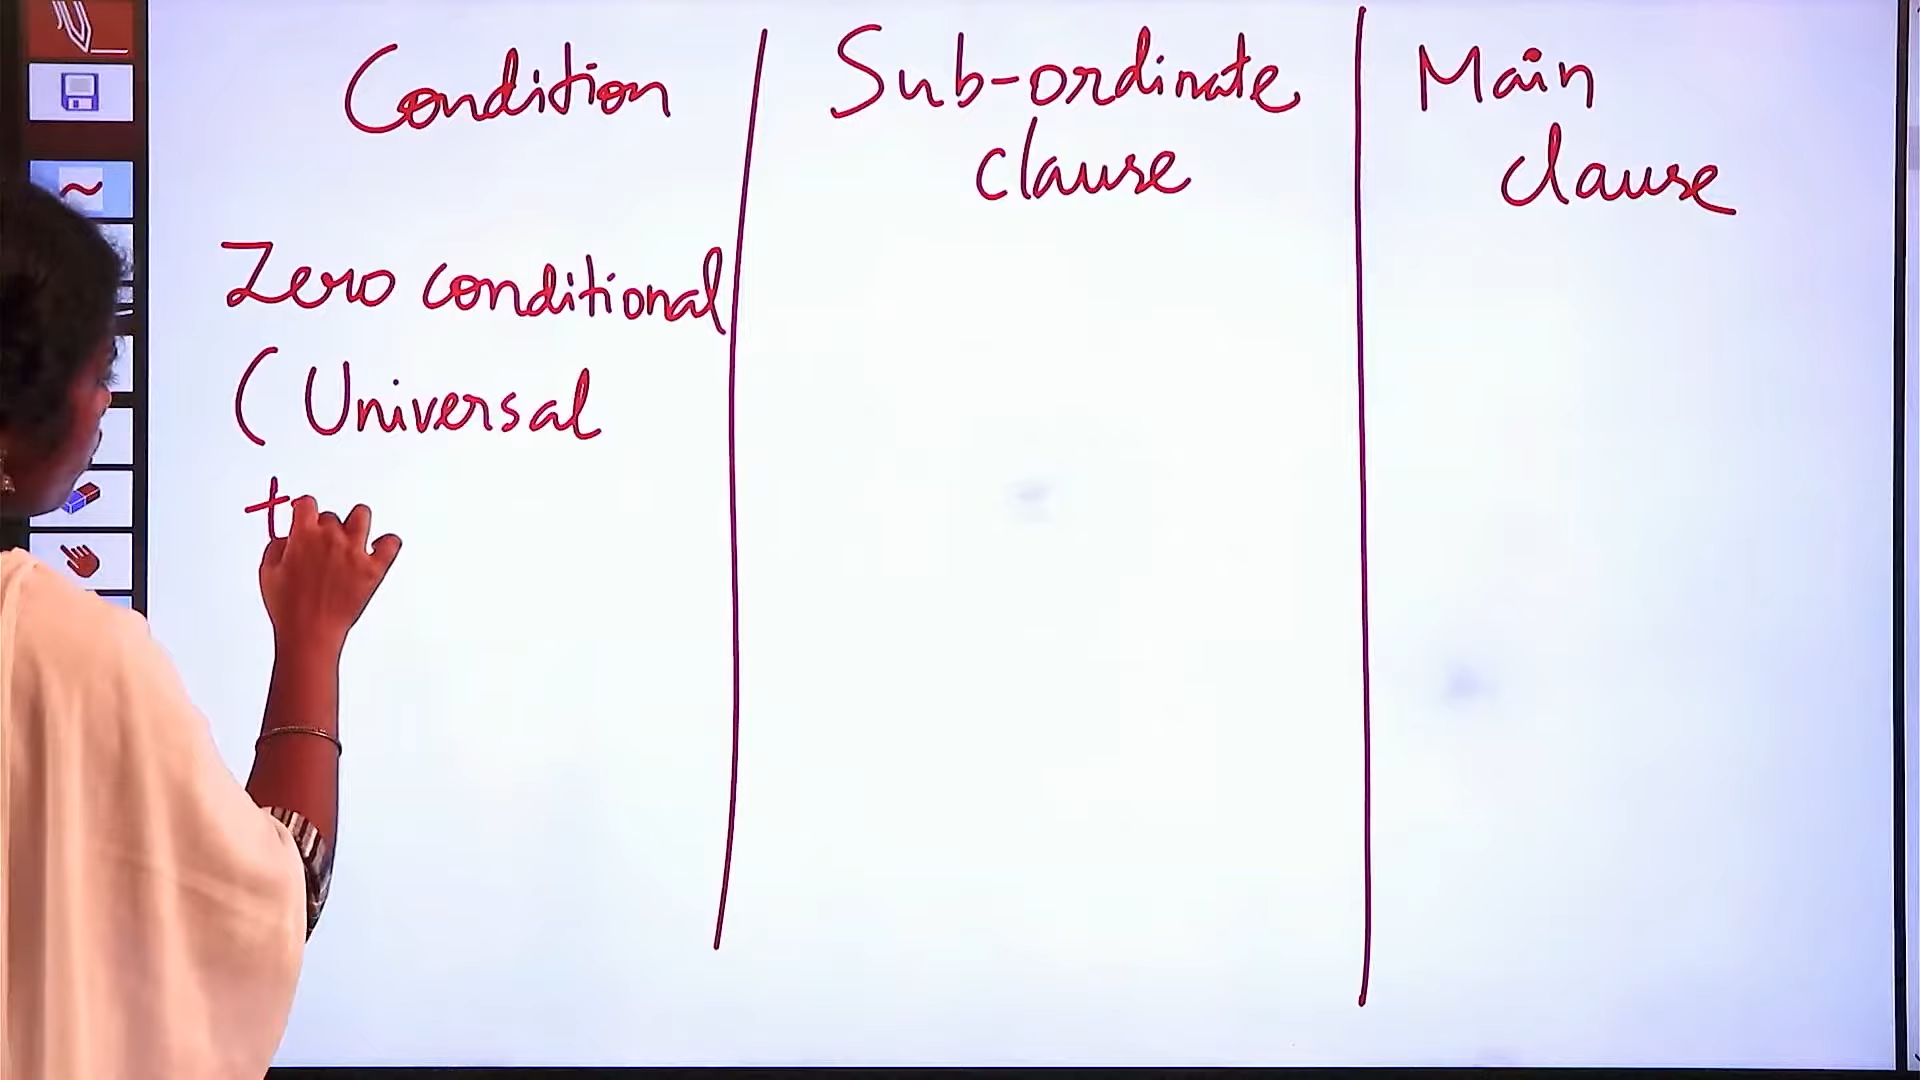 Condition
Sub-ordinate
clause
Main
clause
Zero conditional
( Universal